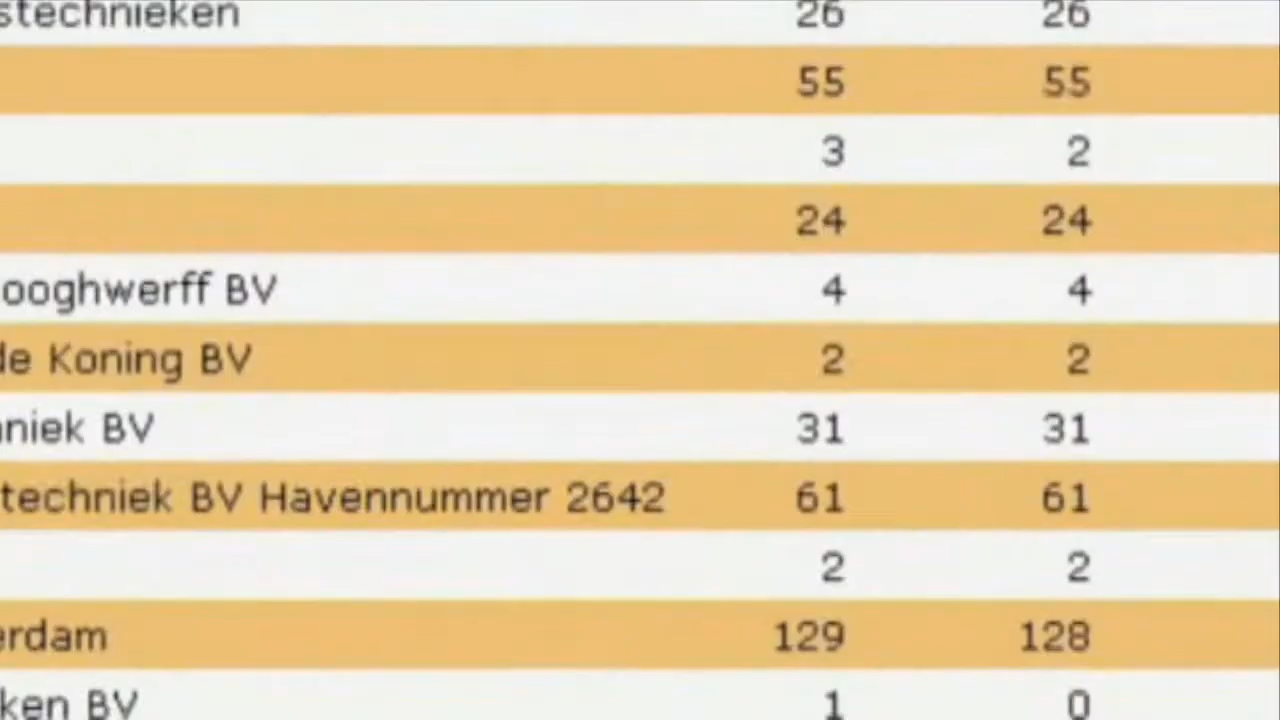 stechnieken 26 26
55 55
3 2
24 24
ooghwerff BV 4 4
de Koning BV 2 2
niek BV 31 31
techniek BV Havennummer 2642 61 61
2 2
erdam 129 128
ken BV 1 0